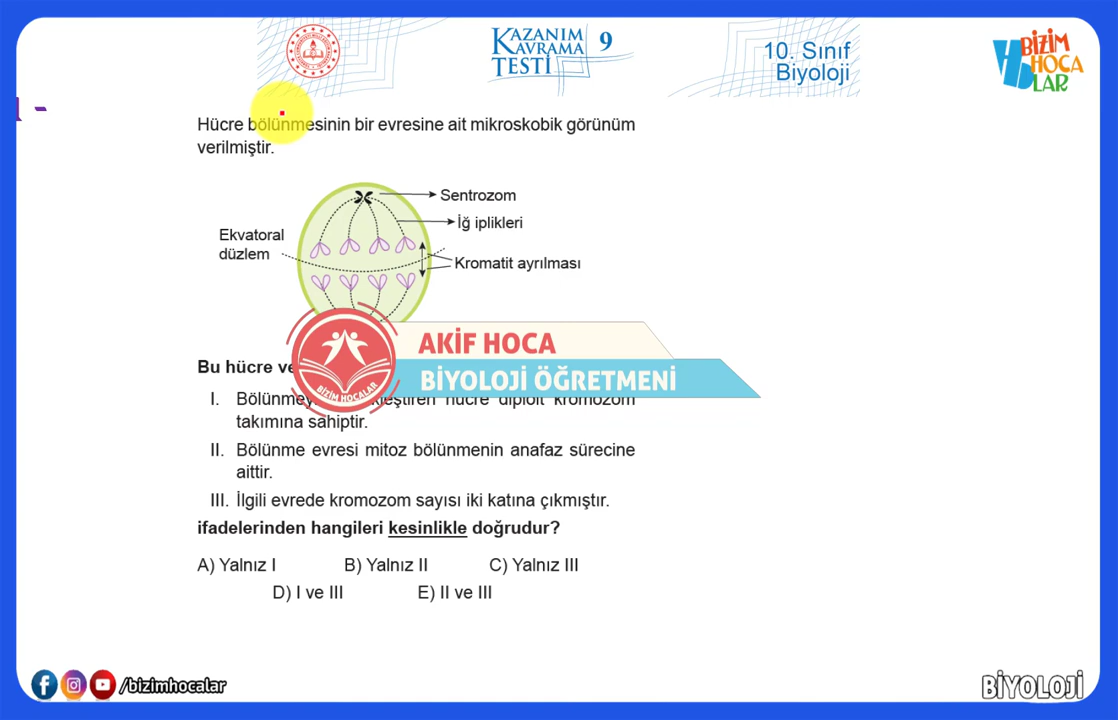 KAZANIM
KAVRAMA
TESTİ
9
10. Sınıf
Biyoloji
BİZİM
HOCA
LAR
1 -
Hücre bölünmesinin bir evresine ait mikroskobik görünüm
verilmiştir.
Sentrozom
İğ iplikleri
Ekvatoral
düzlem
Kromatit ayrılması
AKİF HOCA
BİYOLOJİ ÖĞRETMENİ
BİZİM HOCALAR
Bu hücre
I. takımına sahiptir.
hücre diploit kromozom
II. Bölünme evresi mitoz bölünmenin anafaz sürecine
aittir.
III. İlgili evrede kromozom sayısı iki katına çıkmıştır.
ifadelerinden hangileri kesinlikle doğrudur?
A) Yalnız I B) Yalnız II C) Yalnız III
D) I ve III E) II ve III
/bizimhocalar
BİYOLOJİ